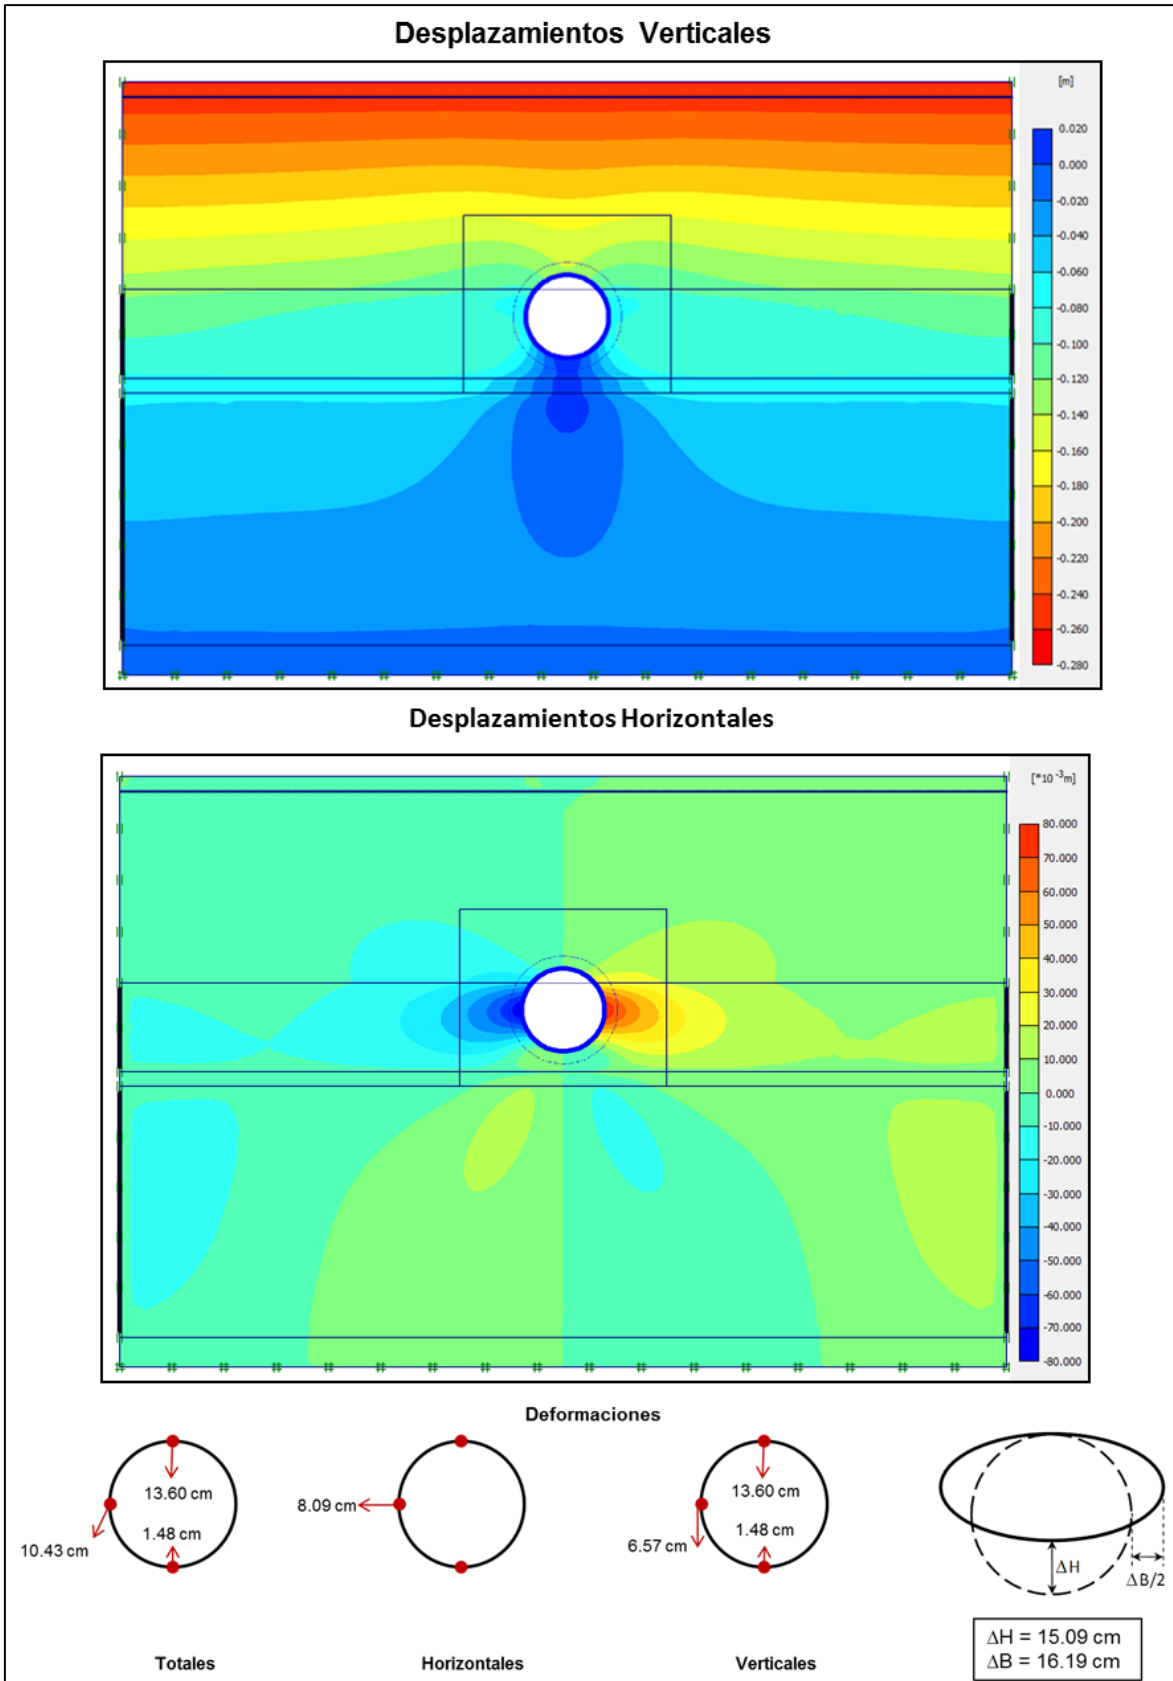 Desplazamientos Verticales
[m]
0.020
0.000
-0.020
-0.040
-0.060
-0.080
-0.100
-0.120
-0.140
-0.160
-0.180
-0.200
-0.220
-0.240
-0.260
-0.280
Desplazamientos Horizontales
[*10⁻³m]
80.000
70.000
60.000
50.000
40.000
30.000
20.000
10.000
0.000
-10.000
-20.000
-30.000
-40.000
-50.000
-60.000
-70.000
-80.000
Deformaciones
13.60 cm
1.48 cm
10.43 cm
Totales
8.09 cm
Horizontales
13.60 cm
1.48 cm
6.57 cm
Verticales
ΔH
ΔB/2
ΔH = 15.09 cm
ΔB = 16.19 cm